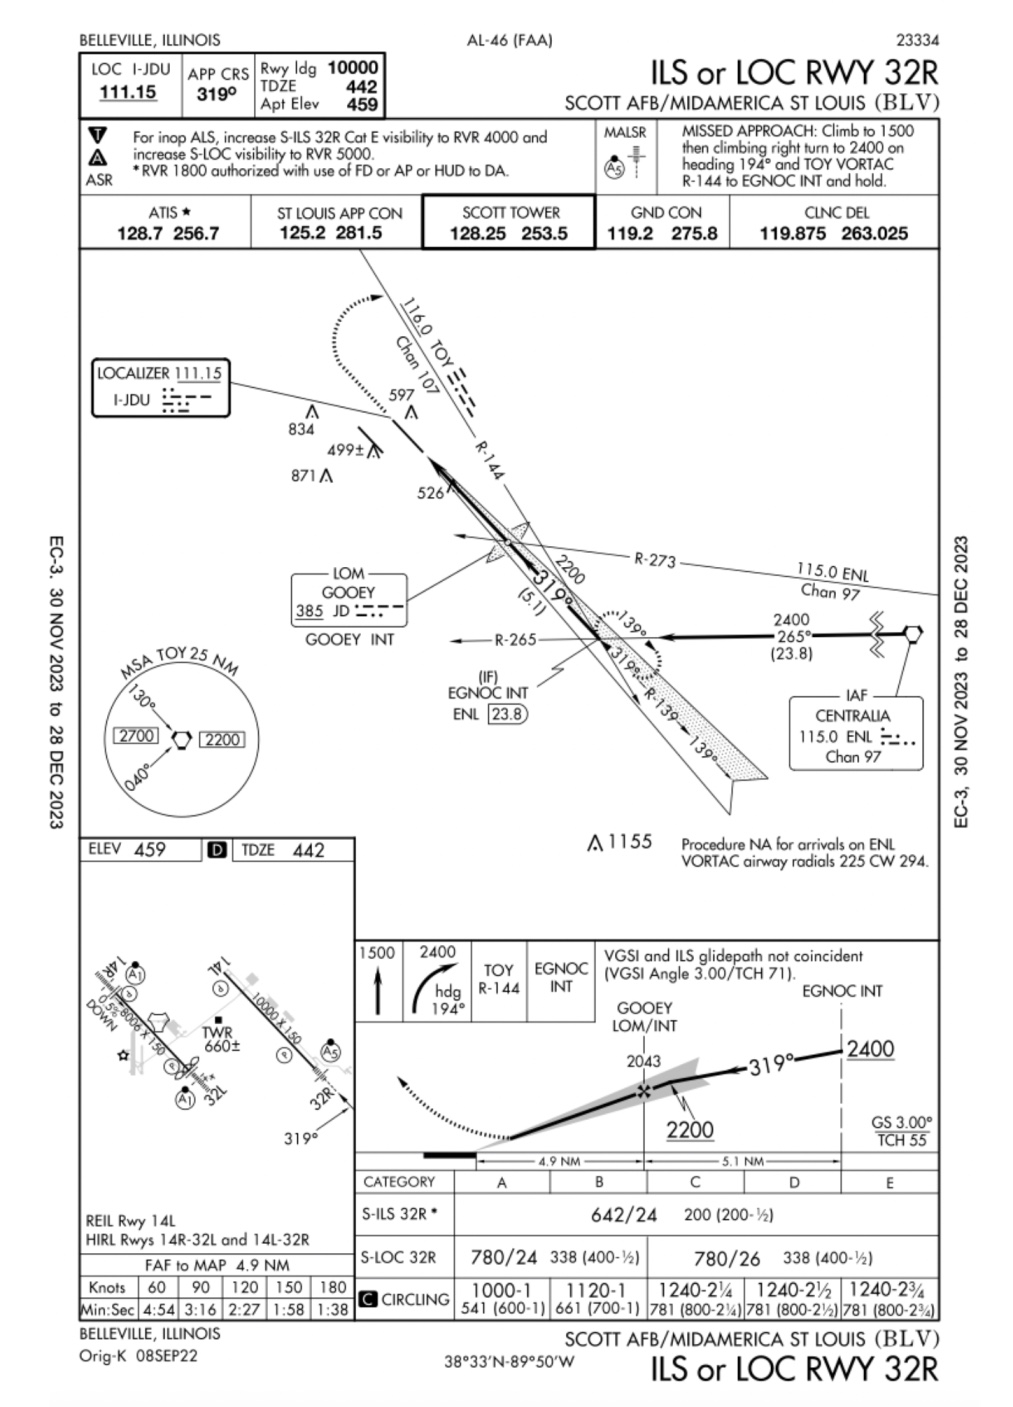 BELLEVILLE, ILLINOIS
AL-46 (FAA)
23334
LOC I-JDU
111.15
APP CRS
319°
Rwy ldg 10000
TDZE 442
Apt Elev 459
ILS or LOC RWY 32R
SCOTT AFB/MIDAMERICA ST LOUIS (BLV)
T
A
ASR
For inop ALS, increase S-ILS 32R Cat E visibility to RVR 4000 and
increase S-LOC visibility to RVR 5000.
*RVR 1800 authorized with use of FD or AP or HUD to DA.
MALSR
A5
MISSED APPROACH: Climb to 1500
then climbing right turn to 2400 on
heading 194° and TOY VORTAC
R-144 to EGNOC INT and hold.
ATIS ★
128.7 256.7
ST LOUIS APP CON
125.2 281.5
SCOTT TOWER
128.25 253.5
GND CON
119.2 275.8
CLNC DEL
119.875 263.025
116.0 TOY
Chan 107
R-144
LOCALIZER 111.15
I-JDU
597
834
499±
871
526
LOM
GOOEY
385 JD
GOOEY INT
2200
319°
(5.1)
R-273
115.0 ENL
Chan 97
R-265
2400
265°
(23.8)
139°
319°
R-139
139°
(IF)
EGNOC INT
ENL 23.8
IAF
CENTRALIA
115.0 ENL
Chan 97
MSA TOY 25 NM
130°
2700
2200
040°
1155
Procedure NA for arrivals on ENL
VORTAC airway radials 225 CW 294.
EC-3, 30 NOV 2023 to 28 DEC 2023
EC-3, 30 NOV 2023 to 28 DEC 2023
ELEV 459
D
TDZE 442
14R
A1
P
0.5%
DOWN
8006 X 150
14L
P
10000 X 150
TWR
660±
P
A1
32L
P
A5
32R
319°
REIL Rwy 14L
HIRL Rwys 14R-32L and 14L-32R
FAF to MAP 4.9 NM
Knots 60 90 120 150 180
Min:Sec 4:54 3:16 2:27 1:58 1:38
1500
2400
hdg
194°
TOY
R-144
EGNOC
INT
VGSI and ILS glidepath not coincident
(VGSI Angle 3.00/TCH 71).
GOOEY
LOM/INT
EGNOC INT
2043
319°
2400
2200
GS 3.00°
TCH 55
4.9 NM
5.1 NM
CATEGORY A B C D E
S-ILS 32R* 642/24 200 (200-½)
S-LOC 32R 780/24 338 (400-½) 780/26 338 (400-½)
C CIRCLING
1000-1 1120-1 1240-2¼ 1240-2½ 1240-2¾
541 (600-1) 661 (700-1) 781 (800-2¼) 781 (800-2½) 781 (800-2¾)
BELLEVILLE, ILLINOIS
Orig-K 08SEP22
38°33'N-89°50'W
SCOTT AFB/MIDAMERICA ST LOUIS (BLV)
ILS or LOC RWY 32R